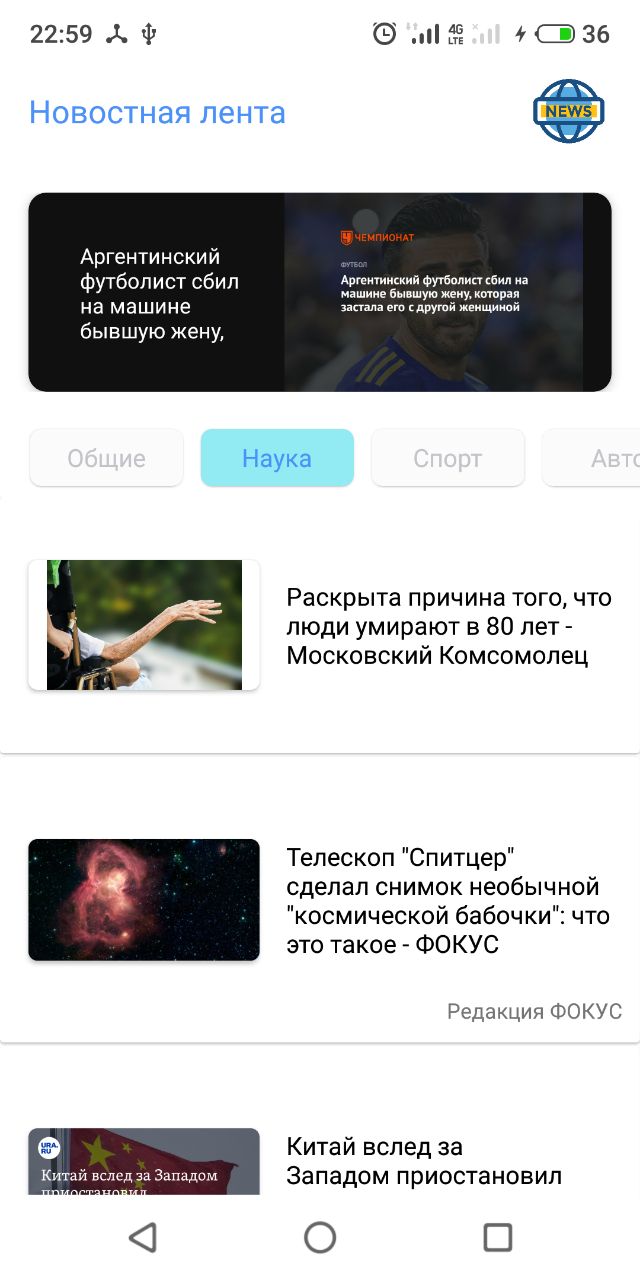 22:59
4G
LTE
36
Новостная лента
NEWS
Аргентинский
футболист сбил
на машине
бывшую жену,
ЧЕМПИОНАТ
ФУТБОЛ
Аргентинский футболист сбил на
машине бывшую жену, которая
застала его с другой женщиной
Общие
Наука
Спорт
Авто
Раскрыта причина того, что
люди умирают в 80 лет -
Московский Комсомолец
Телескоп "Спитцер"
сделал снимок необычной
"космической бабочки": что
это такое - ФОКУС
Редакция ФОКУС
URA.
RU
Китай вслед за Западом
приостановил
Китай вслед за
Западом приостановил